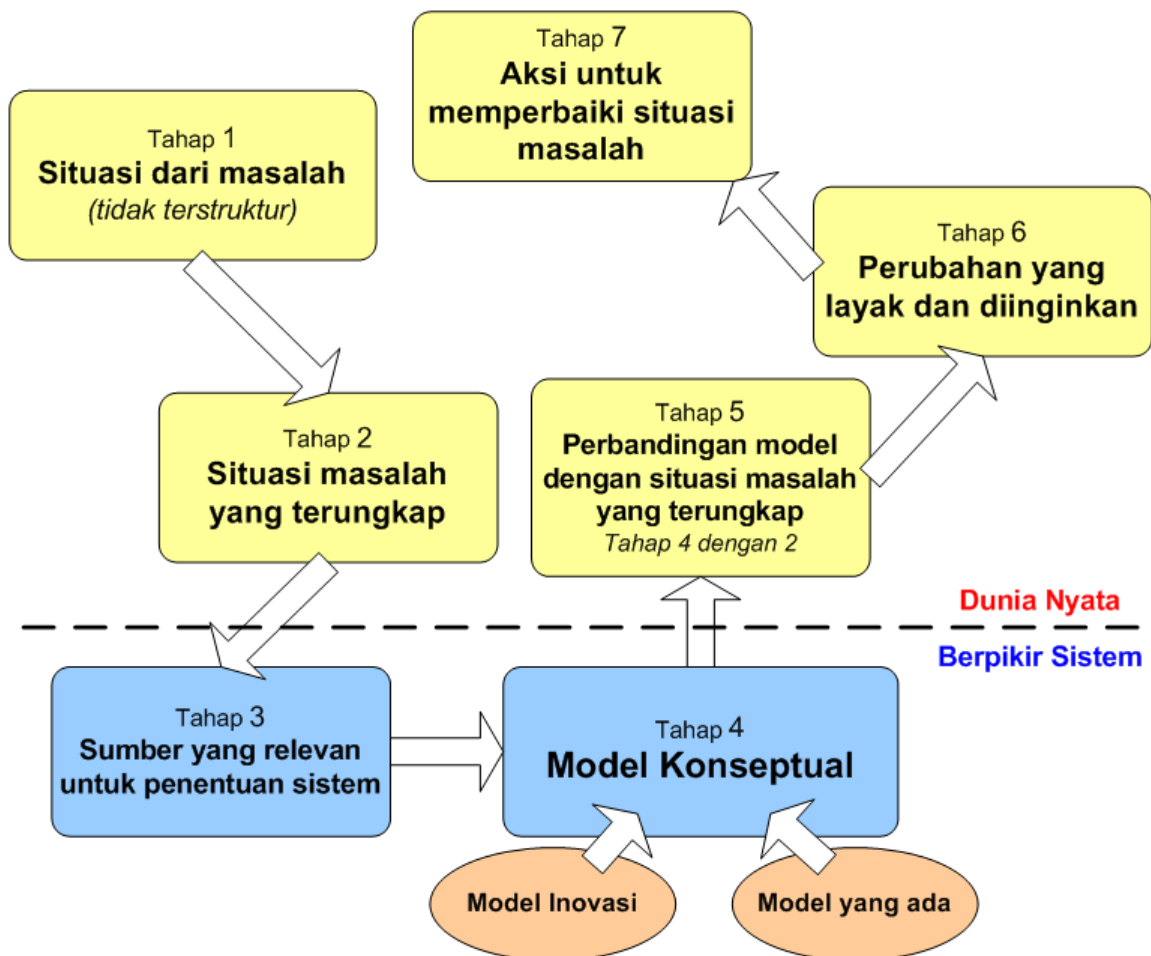 Tahap 1
Situasi dari masalah
(tidak terstruktur)
Tahap 2
Situasi masalah
yang terungkap
Tahap 3
Sumber yang relevan
untuk penentuan sistem
Tahap 4
Model Konseptual
Model Inovasi
Model yang ada
Tahap 5
Perbandingan model
dengan situasi masalah
yang terungkap
Tahap 4 dengan 2
Tahap 6
Perubahan yang
layak dan diinginkan
Tahap 7
Aksi untuk
memperbaiki situasi
masalah
Dunia Nyata
Berpikir Sistem